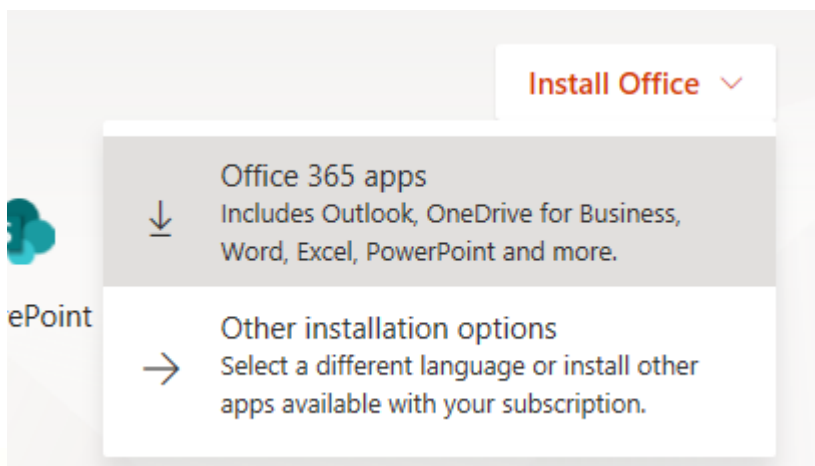 Install Office
Office 365 apps
Includes Outlook, OneDrive for Business,
Word, Excel, PowerPoint and more.
ePoint
Other installation options
Select a different language or install other
apps available with your subscription.